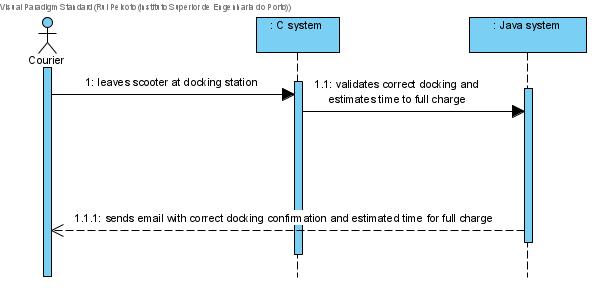 Visual Paradigm Standard (Rui Peixoto (Instituto Superior de Engenharia do Porto))
: C system
: Java system
Courier
1: leaves scooter at docking station
1.1: validates correct docking and
estimates time to full charge
1.1.1: sends email with correct docking confirmation and estimated time for full charge